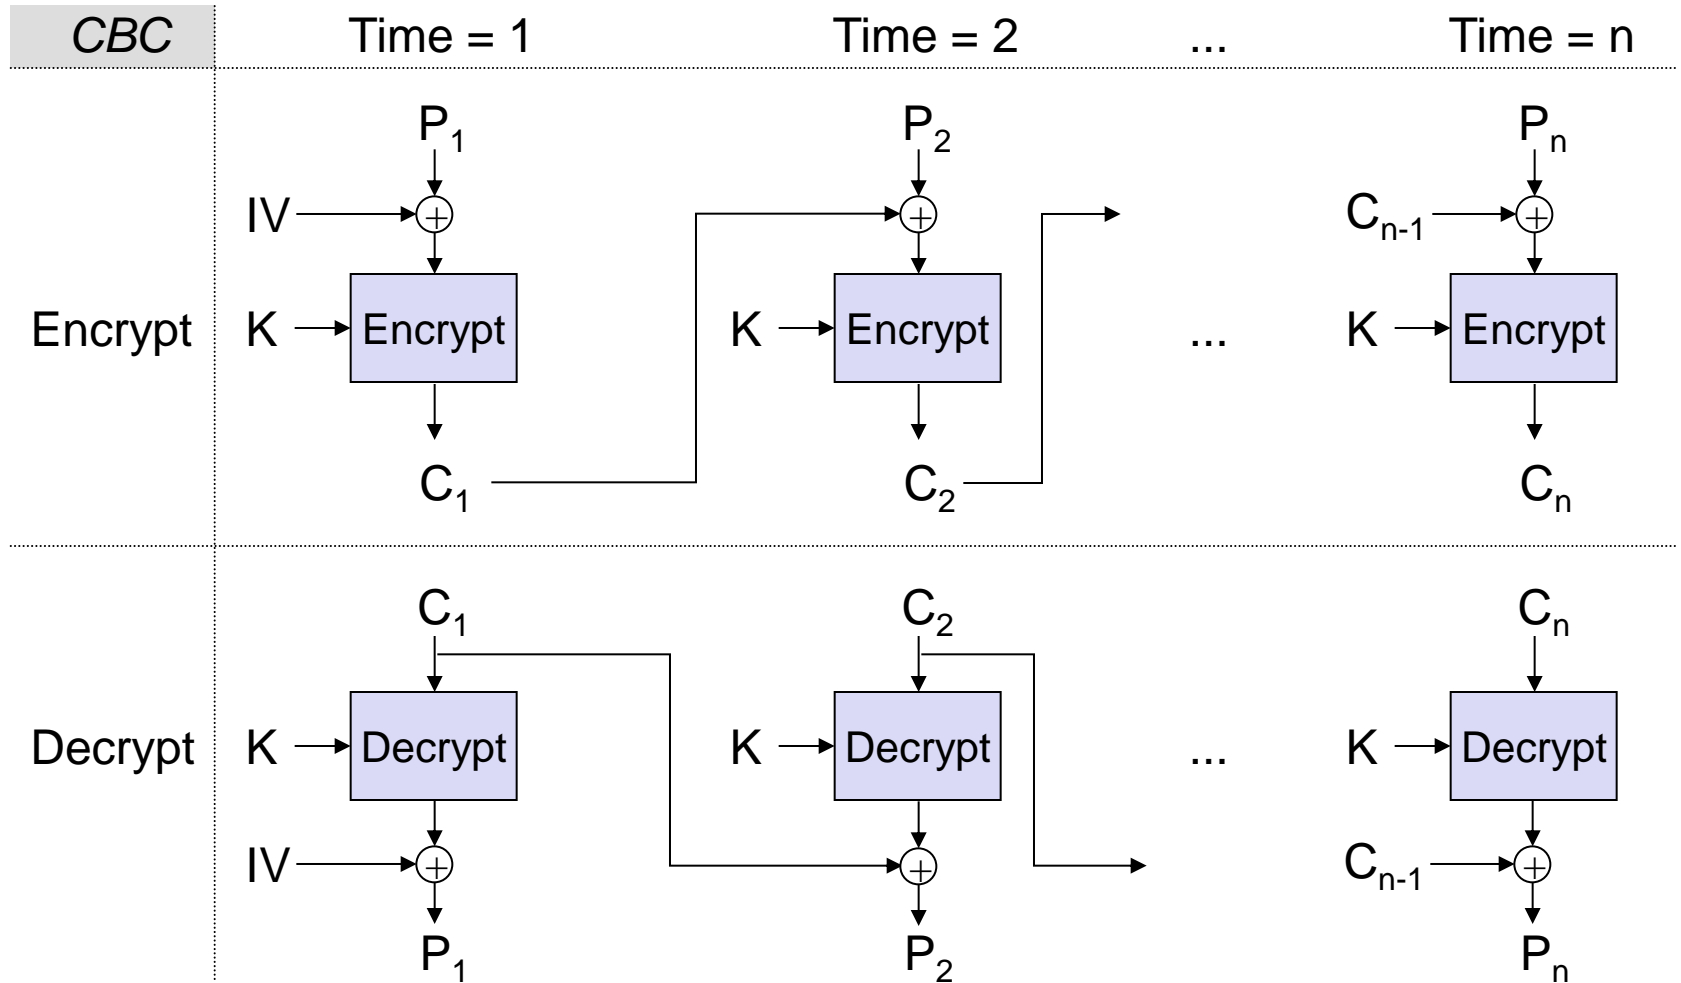 CBC Time = 1 Time = 2 ... Time = n
P1 P2 Pn
IV Cn-1
Encrypt K Encrypt K Encrypt ... K Encrypt
C1 C2 Cn
C1 C2 Cn
Decrypt K Decrypt K Decrypt ... K Decrypt
IV Cn-1
P1 P2 Pn